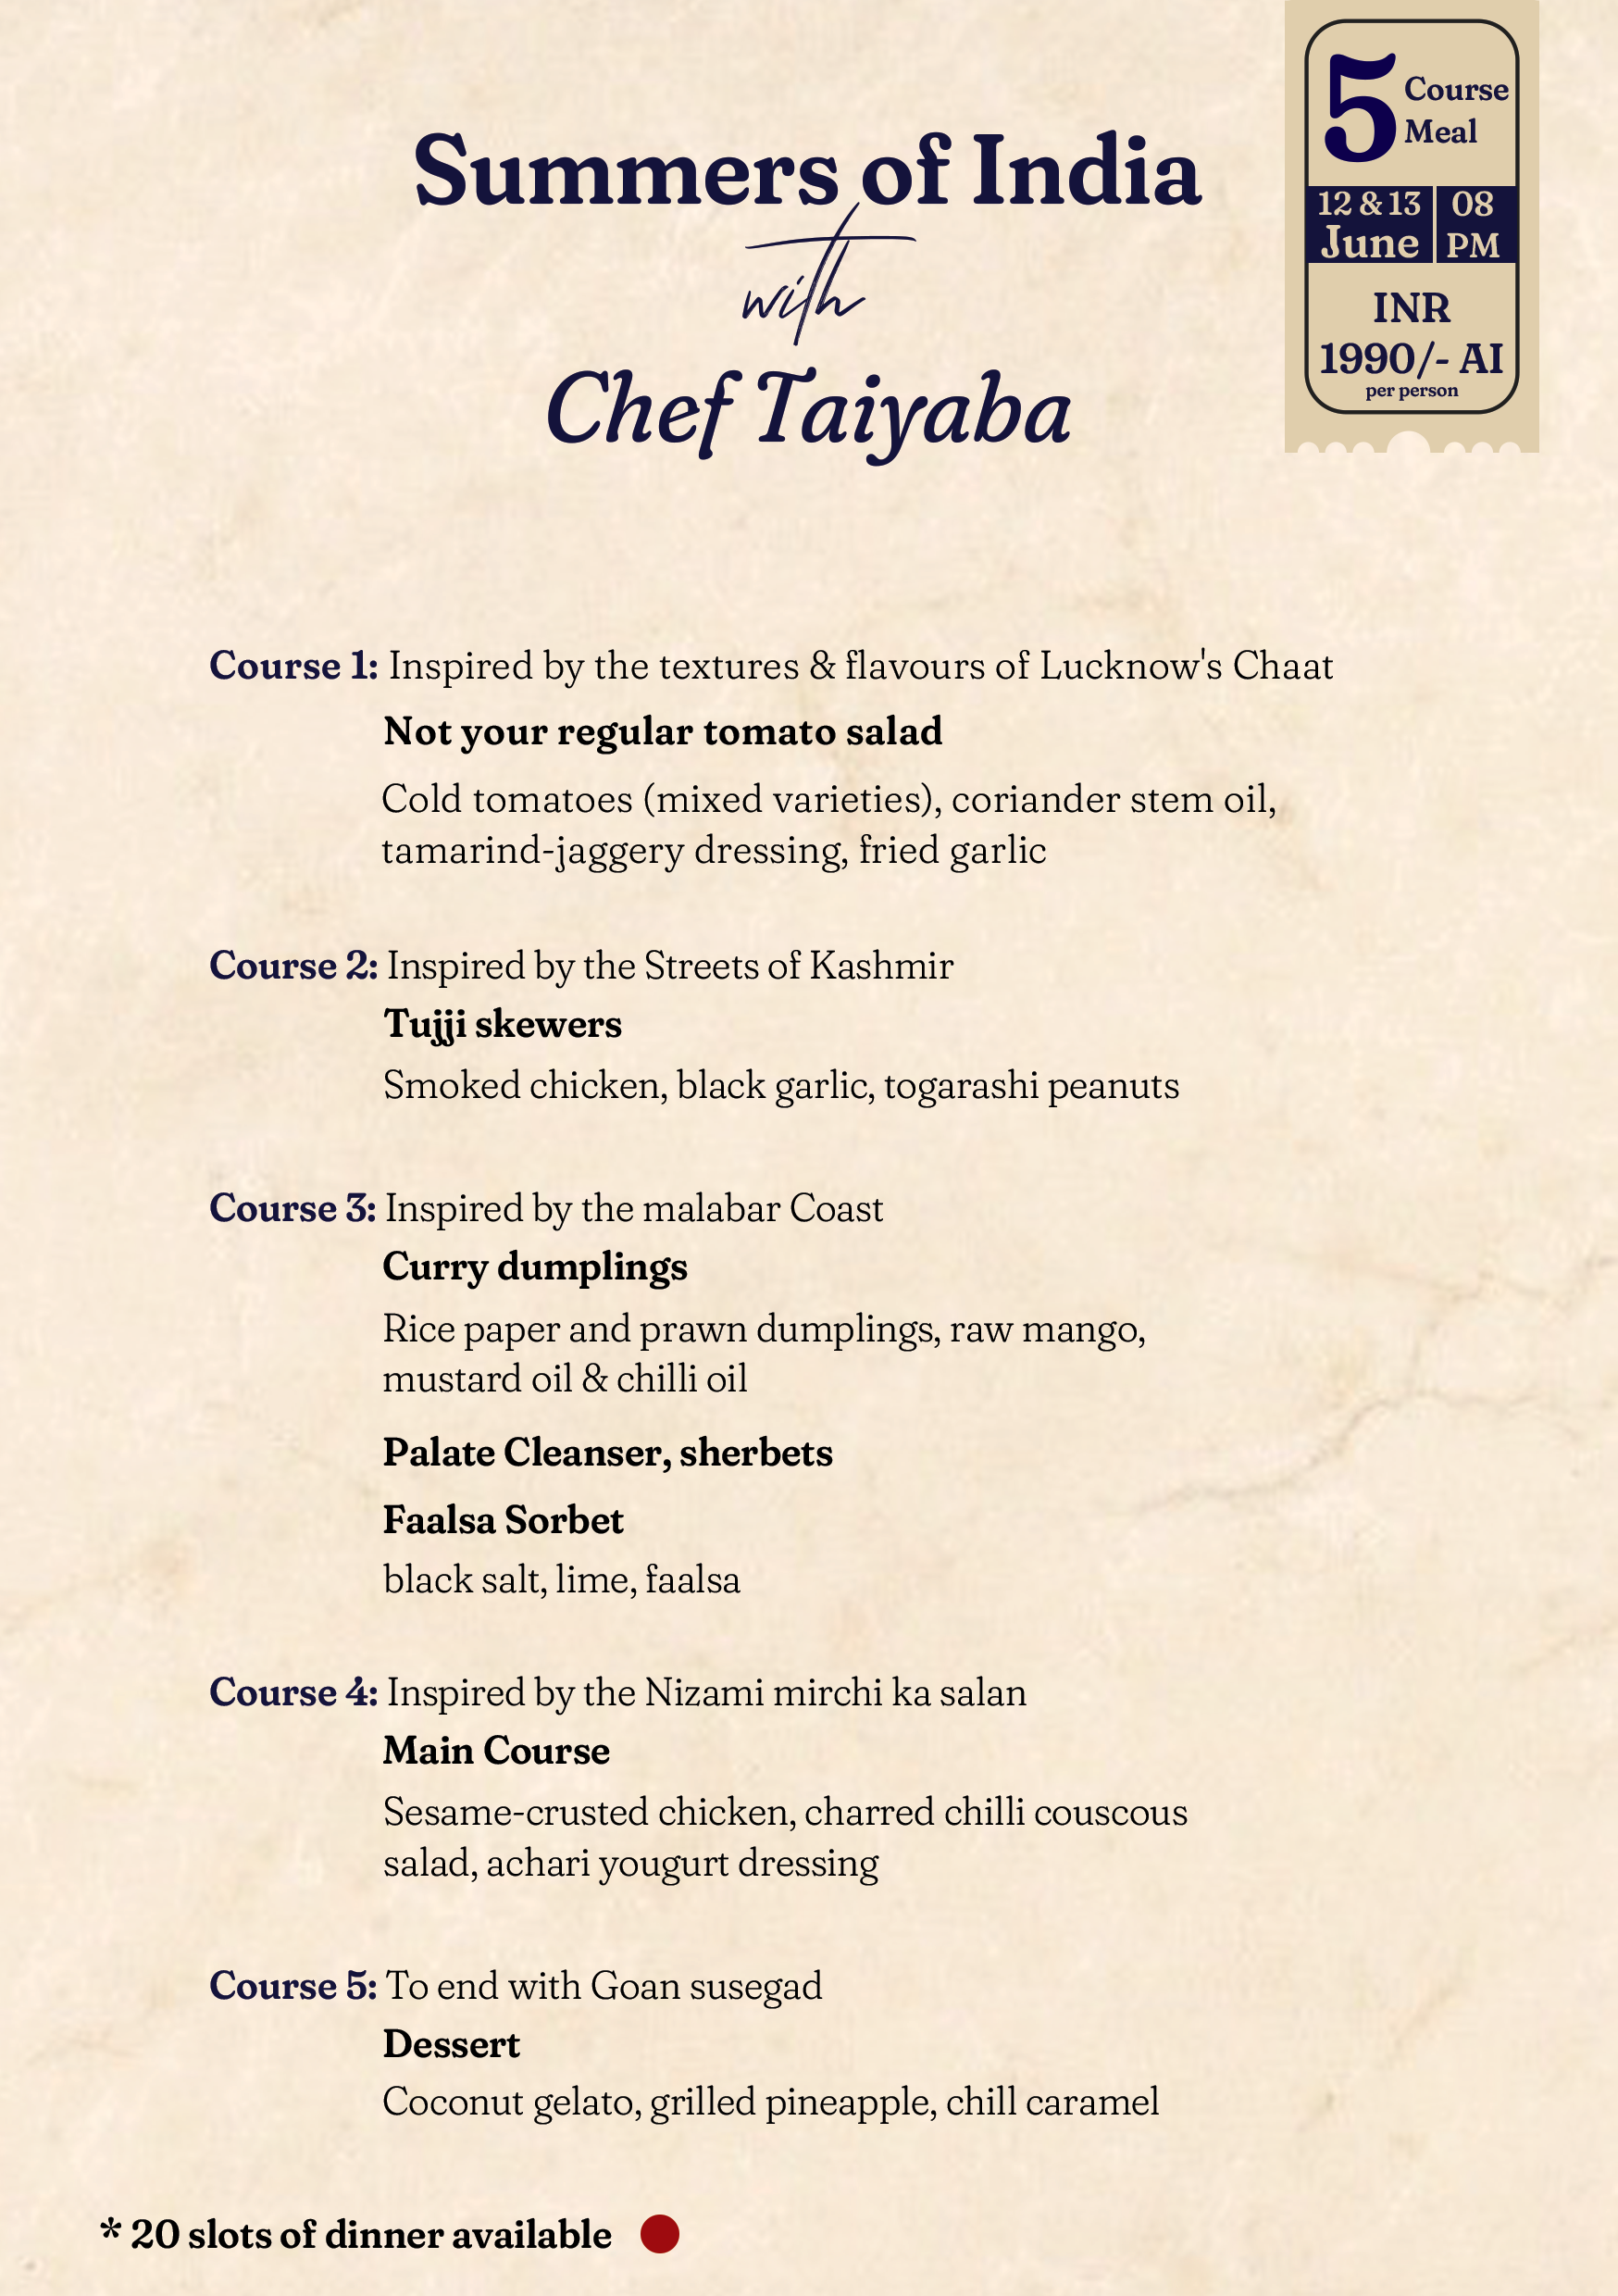 Summers of India
with
Chef Taiyaba
5 Course
Meal
12 & 13
June
08
PM
INR
1990/- AI
per person
Course 1: Inspired by the textures & flavours of Lucknow's Chaat
Not your regular tomato salad
Cold tomatoes (mixed varieties), coriander stem oil,
tamarind-jaggery dressing, fried garlic
Course 2: Inspired by the Streets of Kashmir
Tujji skewers
Smoked chicken, black garlic, togarashi peanuts
Course 3: Inspired by the malabar Coast
Curry dumplings
Rice paper and prawn dumplings, raw mango,
mustard oil & chilli oil
Palate Cleanser, sherbets
Faalsa Sorbet
black salt, lime, faalsa
Course 4: Inspired by the Nizami mirchi ka salan
Main Course
Sesame-crusted chicken, charred chilli couscous
salad, achari yougurt dressing
Course 5: To end with Goan susegad
Dessert
Coconut gelato, grilled pineapple, chill caramel
* 20 slots of dinner available